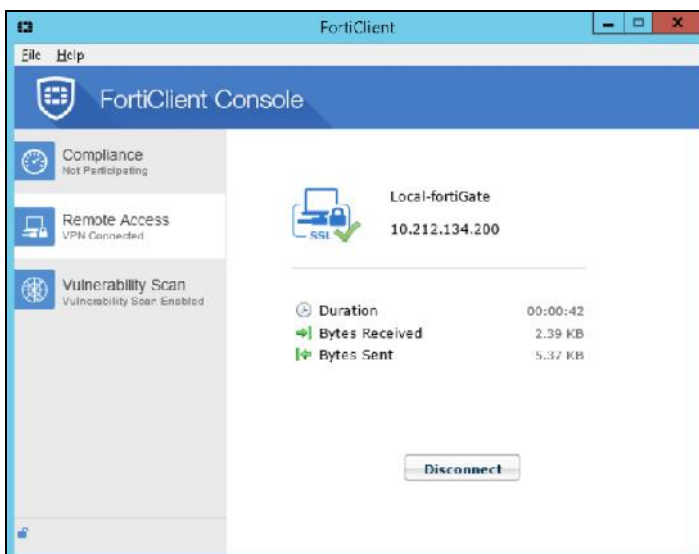 FortiClient
File Help
FortiClient Console
Compliance
Not Participating
Remote Access
VPN Connected
Vulnerability Scan
Vulnerability Scan Enabled
Local-fortiGate
10.212.134.200
SSL
Duration 00:00:42
Bytes Received 2.39 KB
Bytes Sent 5.37 KB
Disconnect